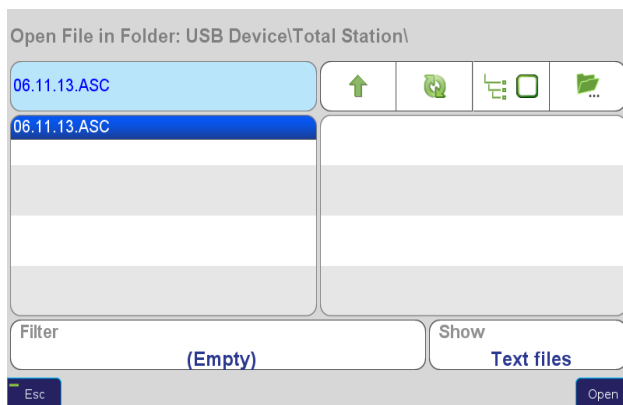 Open File in Folder: USB Device\Total Station\
06.11.13.ASC
...
06.11.13.ASC
Filter
(Empty)
Show
Text files
Esc
Open